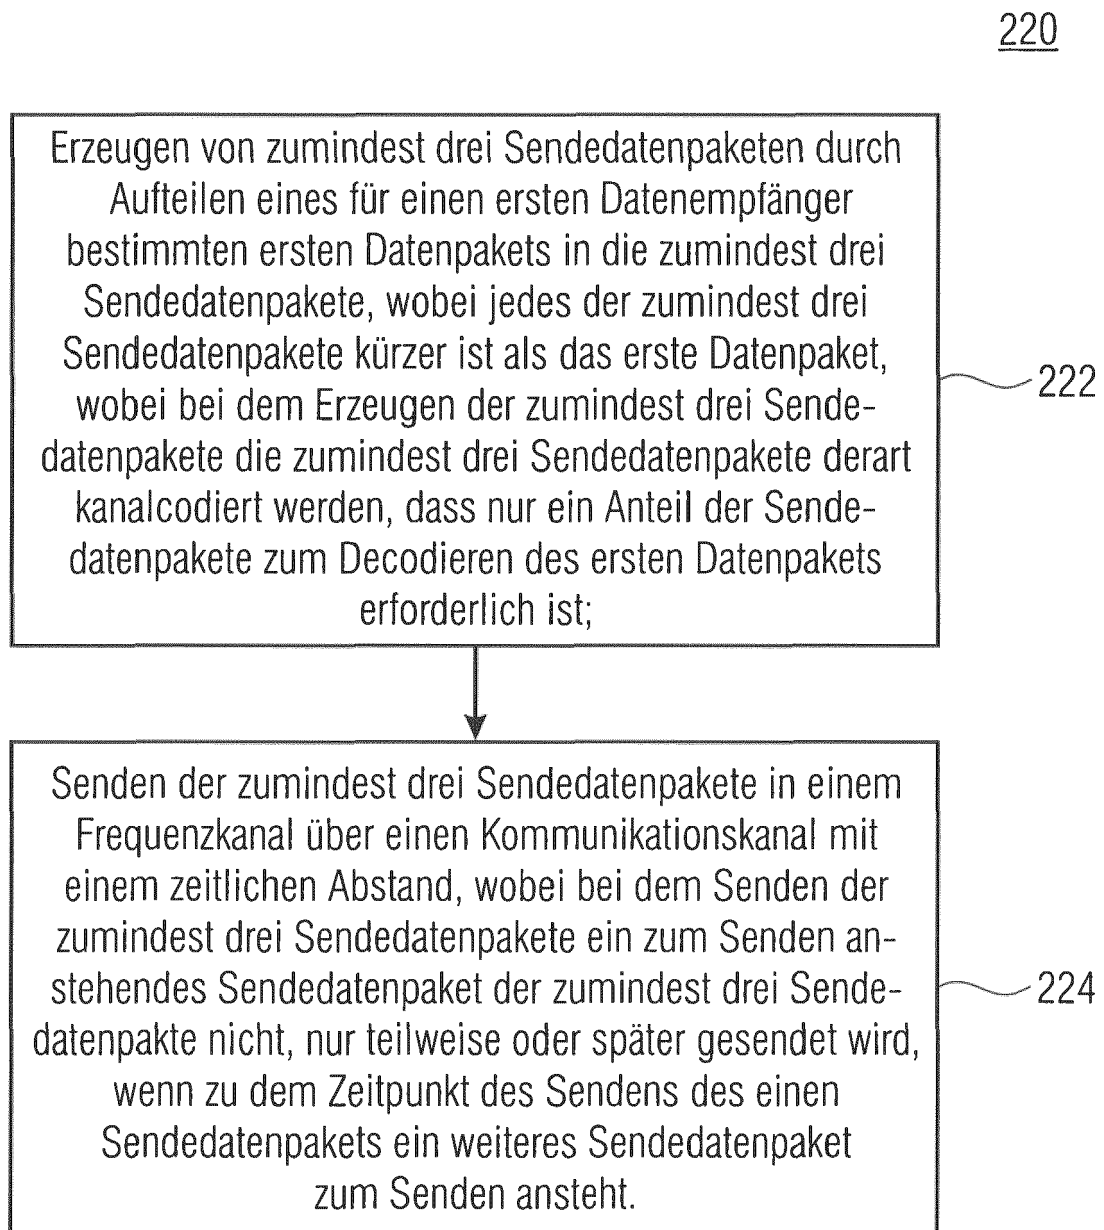 220
Erzeugen von zumindest drei Sendedatenpaketen durch
Aufteilen eines für einen ersten Datenempfänger
bestimmten ersten Datenpakets in die zumindest drei
Sendedatenpakete, wobei jedes der zumindest drei
Sendedatenpakete kürzer ist als das erste Datenpaket,
wobei bei dem Erzeugen der zumindest drei Sende-
datenpakete die zumindest drei Sendedatenpakete derart
kanalcodiert werden, dass nur ein Anteil der Sende-
datenpakete zum Decodieren des ersten Datenpakets
erforderlich ist;
222
Senden der zumindest drei Sendedatenpakete in einem
Frequenzkanal über einen Kommunikationskanal mit
einem zeitlichen Abstand, wobei bei dem Senden der
zumindest drei Sendedatenpakete ein zum Senden an-
stehendes Sendedatenpaket der zumindest drei Sende-
datenpakte nicht, nur teilweise oder später gesendet wird,
wenn zu dem Zeitpunkt des Sendens des einen
Sendedatenpakets ein weiteres Sendedatenpaket
zum Senden ansteht.
224